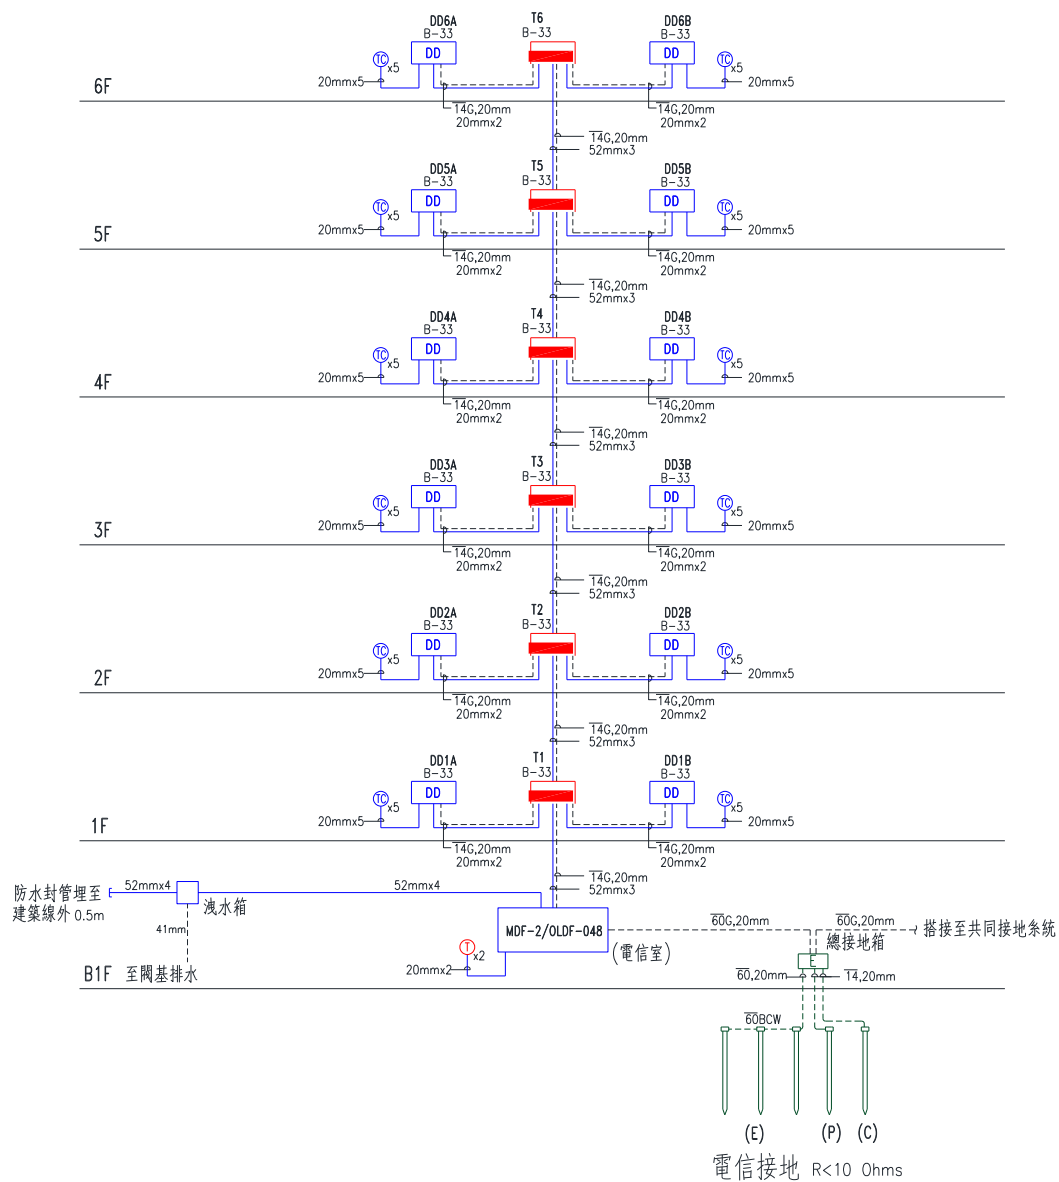 DD6A T6 DD6B
B-33 B-33 B-33
TC x5 DD DD TC x5
20mmx5 20mmx5
6F
14G,20mm 14G,20mm
20mmx2 20mmx2
14G,20mm
52mmx3
DD5A T5 DD5B
B-33 B-33 B-33
TC x5 DD DD TC x5
20mmx5 20mmx5
5F
14G,20mm 14G,20mm
20mmx2 20mmx2
14G,20mm
52mmx3
DD4A T4 DD4B
B-33 B-33 B-33
TC x5 DD DD TC x5
20mmx5 20mmx5
4F
14G,20mm 14G,20mm
20mmx2 20mmx2
14G,20mm
52mmx3
DD3A T3 DD3B
B-33 B-33 B-33
TC x5 DD DD TC x5
20mmx5 20mmx5
3F
14G,20mm 14G,20mm
20mmx2 20mmx2
14G,20mm
52mmx3
DD2A T2 DD2B
B-33 B-33 B-33
TC x5 DD DD TC x5
20mmx5 20mmx5
2F
14G,20mm 14G,20mm
20mmx2 20mmx2
14G,20mm
52mmx3
DD1A T1 DD1B
B-33 B-33 B-33
TC x5 DD DD TC x5
20mmx5 20mmx5
1F
14G,20mm 14G,20mm
20mmx2 20mmx2
14G,20mm
52mmx3
防水封管埋至
建築線外 0.5m
52mmx4 52mmx4
洩水箱
41mm
MDF-2/OLDF-048
(電信室)
60G,20mm 60G,20mm
搭接至共同接地系統
總接地箱
E
T x2
20mmx2
B1F 至閥基排水
60,20mm 14,20mm
60BCW
(E) (P) (C)
電信接地 R<10 Ohms